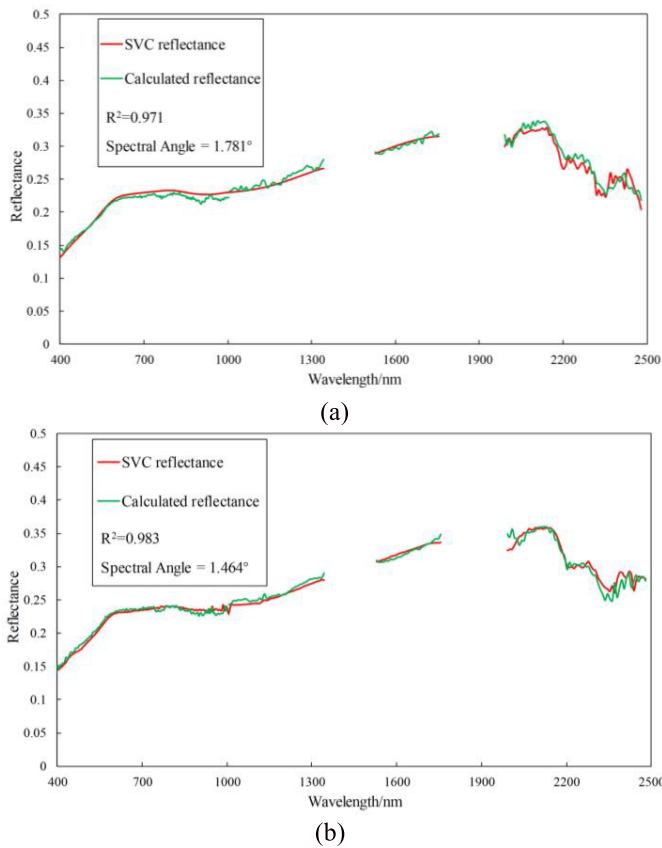 0.5
0.45
0.4
0.35
0.3
0.25
0.2
0.15
0.1
0.05
0
Reflectance
SVC reflectance
Calculated reflectance
R²=0.971
Spectral Angle = 1.781°
400 700 1000 1300 1600 1900 2200 2500
Wavelength/nm
(a)
0.5
0.45
0.4
0.35
0.3
0.25
0.2
0.15
0.1
0.05
0
Reflectance
SVC reflectance
Calculated reflectance
R²=0.983
Spectral Angle = 1.464°
400 700 1000 1300 1600 1900 2200 2500
Wavelength/nm
(b)